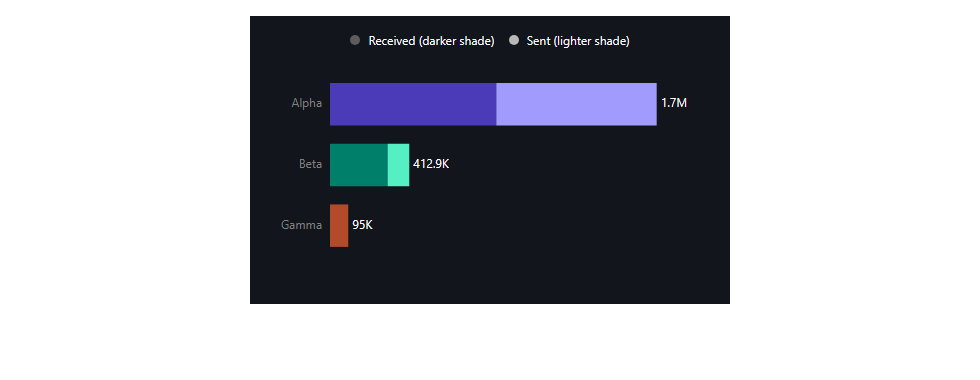 Received (darker shade) Sent (lighter shade)
Alpha 1.7M
Beta 412.9K
Gamma 95K